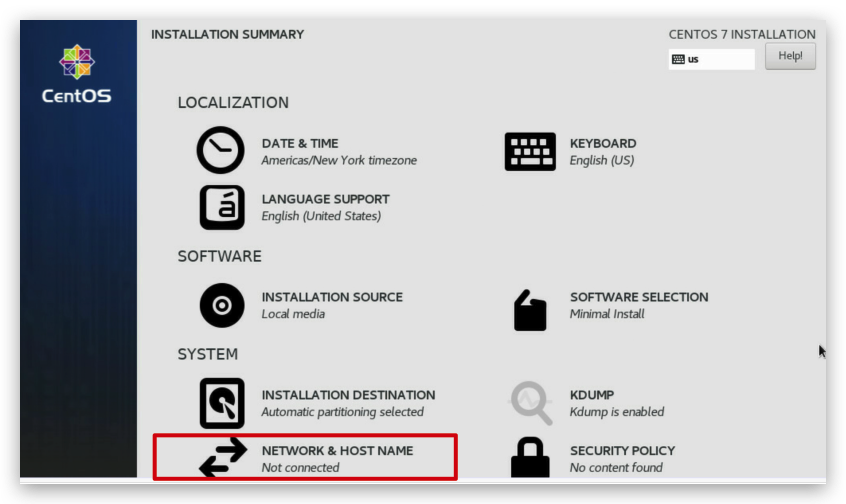 INSTALLATION SUMMARY
CENTOS 7 INSTALLATION
us
Help!
CentOS
LOCALIZATION
DATE & TIME
Americas/New York timezone
KEYBOARD
English (US)
á
LANGUAGE SUPPORT
English (United States)
SOFTWARE
INSTALLATION SOURCE
Local media
SOFTWARE SELECTION
Minimal Install
SYSTEM
INSTALLATION DESTINATION
Automatic partitioning selected
KDUMP
Kdump is enabled
NETWORK & HOST NAME
Not connected
SECURITY POLICY
No content found